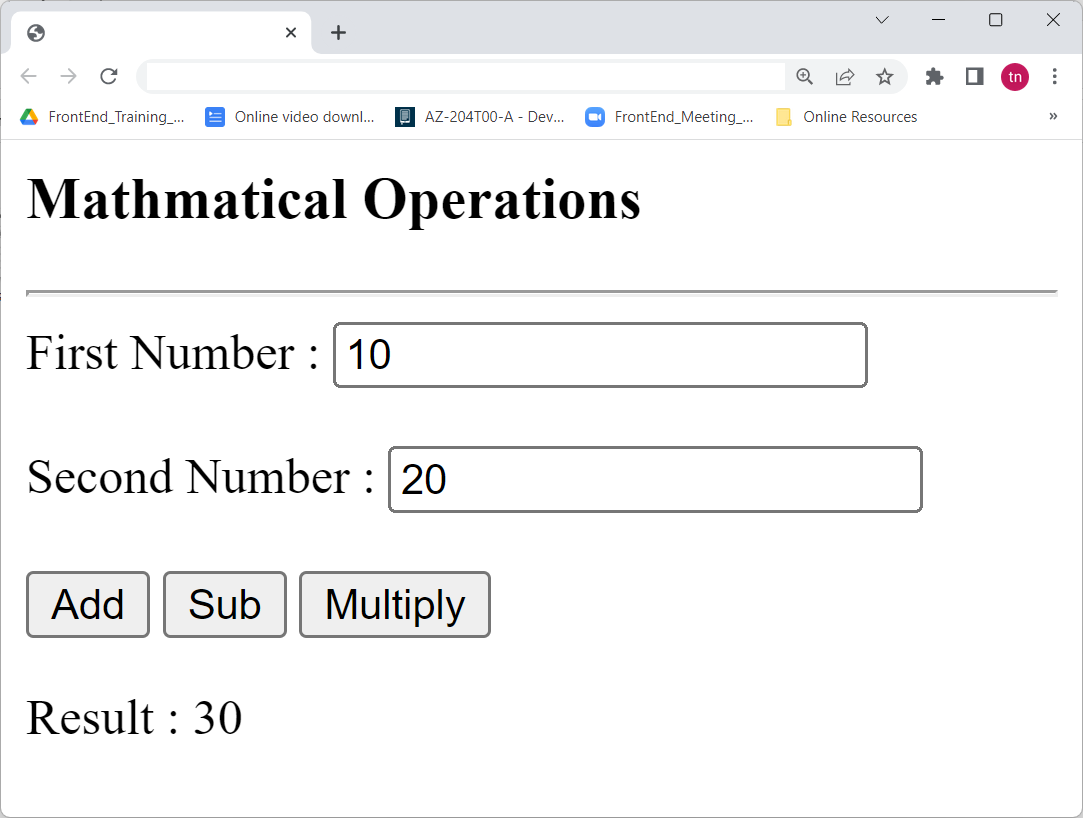 tn
FrontEnd_Training_... Online video downl... AZ-204T00-A - Dev... FrontEnd_Meeting_... Online Resources »
Mathmatical Operations
First Number : 10
Second Number : 20
Add Sub Multiply
Result : 30